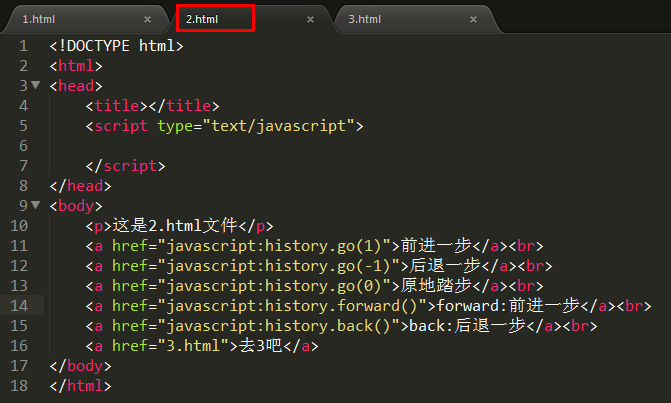 1.html × 2.html × 3.html ×
1 <!DOCTYPE html>
2 <html>
3 <head>
4 <title></title>
5 <script type="text/javascript">
6
7 </script>
8 </head>
9 <body>
10 <p>这是2.html文件</p>
11 <a href="javascript:history.go(1)">前进一步</a><br>
12 <a href="javascript:history.go(-1)">后退一步</a><br>
13 <a href="javascript:history.go(0)">原地踏步</a><br>
14 <a href="javascript:history.forward()">forward:前进一步</a><br>
15 <a href="javascript:history.back()">back:后退一步</a><br>
16 <a href="3.html">去3吧</a>
17 </body>
18 </html>